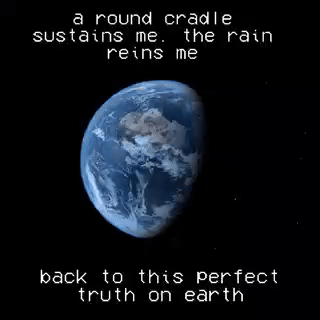 a round cradle
sustains me. the rain
reins me
back to this perfect
truth on earth